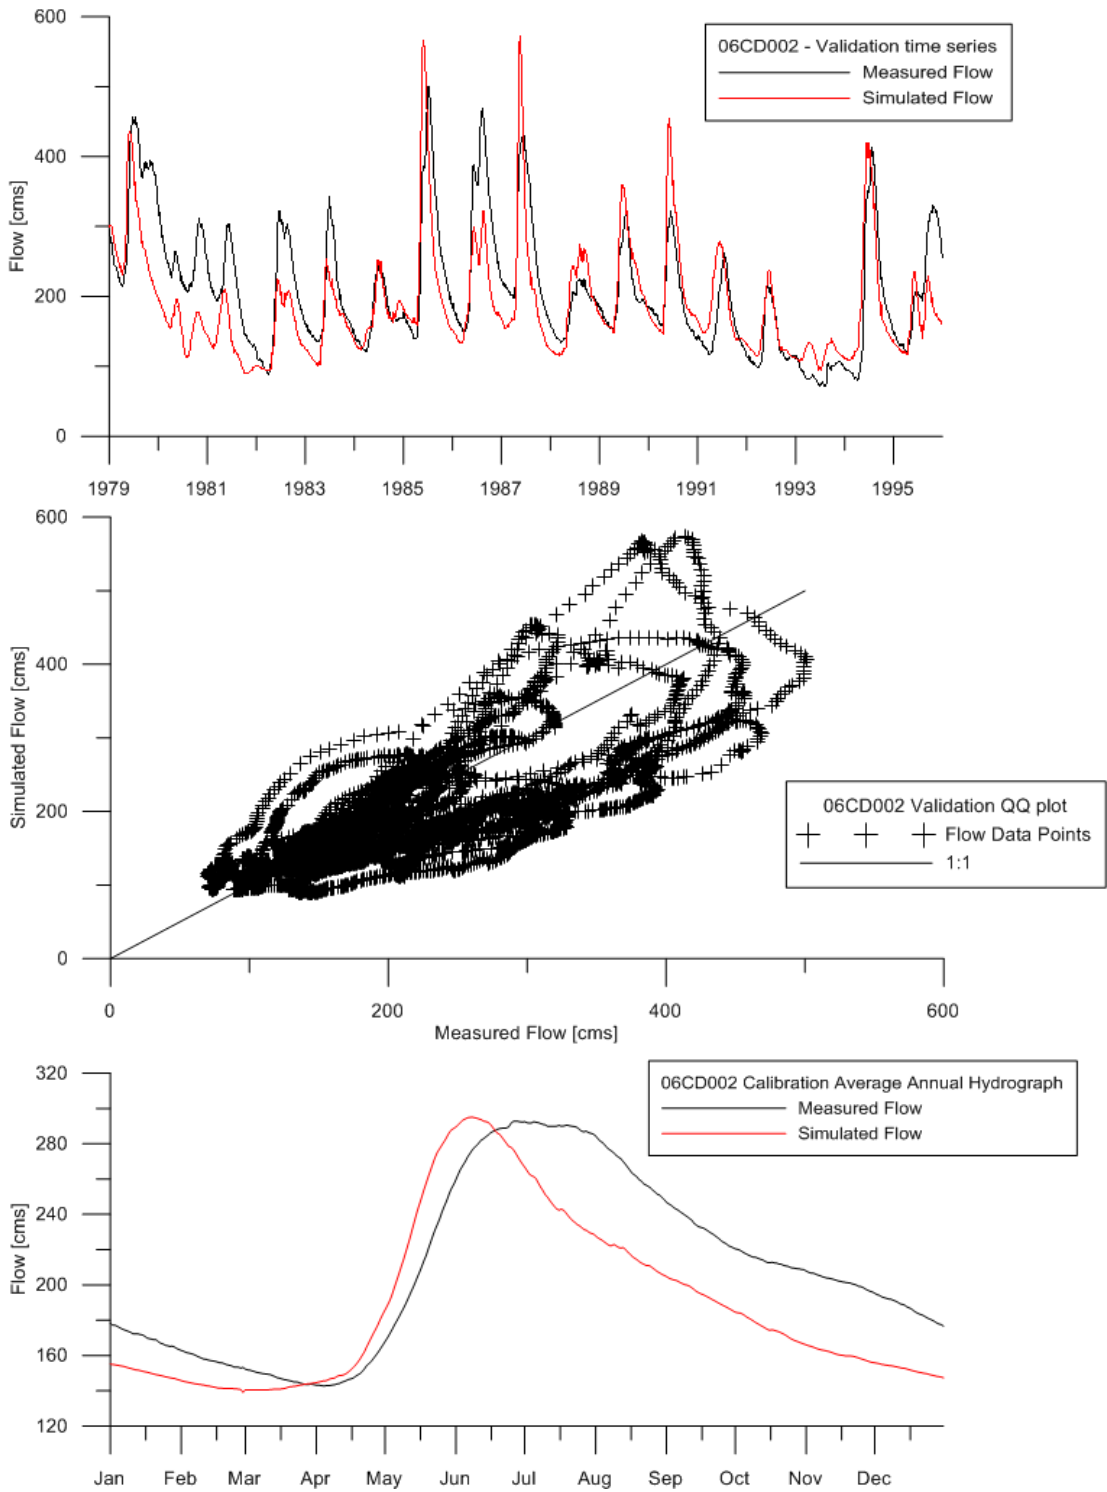 600
06CD002 - Validation time series
Measured Flow
Simulated Flow
400
Flow [cms]
200
0
1979 1981 1983 1985 1987 1989 1991 1993 1995
600
400
Simulated Flow [cms]
200
06CD002 Validation QQ plot
Flow Data Points
1:1
0
0 200 400 600
Measured Flow [cms]
320
06CD002 Calibration Average Annual Hydrograph
Measured Flow
Simulated Flow
280
240
Flow [cms]
200
160
120
Jan Feb Mar Apr May Jun Jul Aug Sep Oct Nov Dec